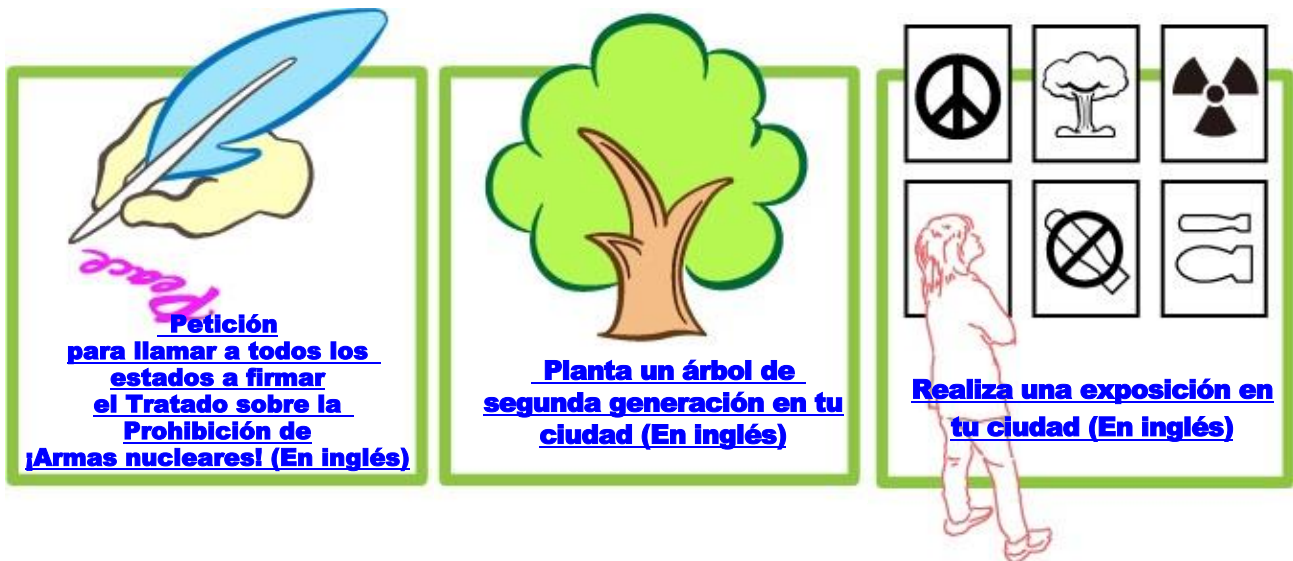 Peace
Petición
para llamar a todos los
estados a firmar
el Tratado sobre la
Prohibición de
¡Armas nucleares! (En inglés)
Planta un árbol de
segunda generación en tu
ciudad (En inglés)
Realiza una exposición en
tu ciudad (En inglés)